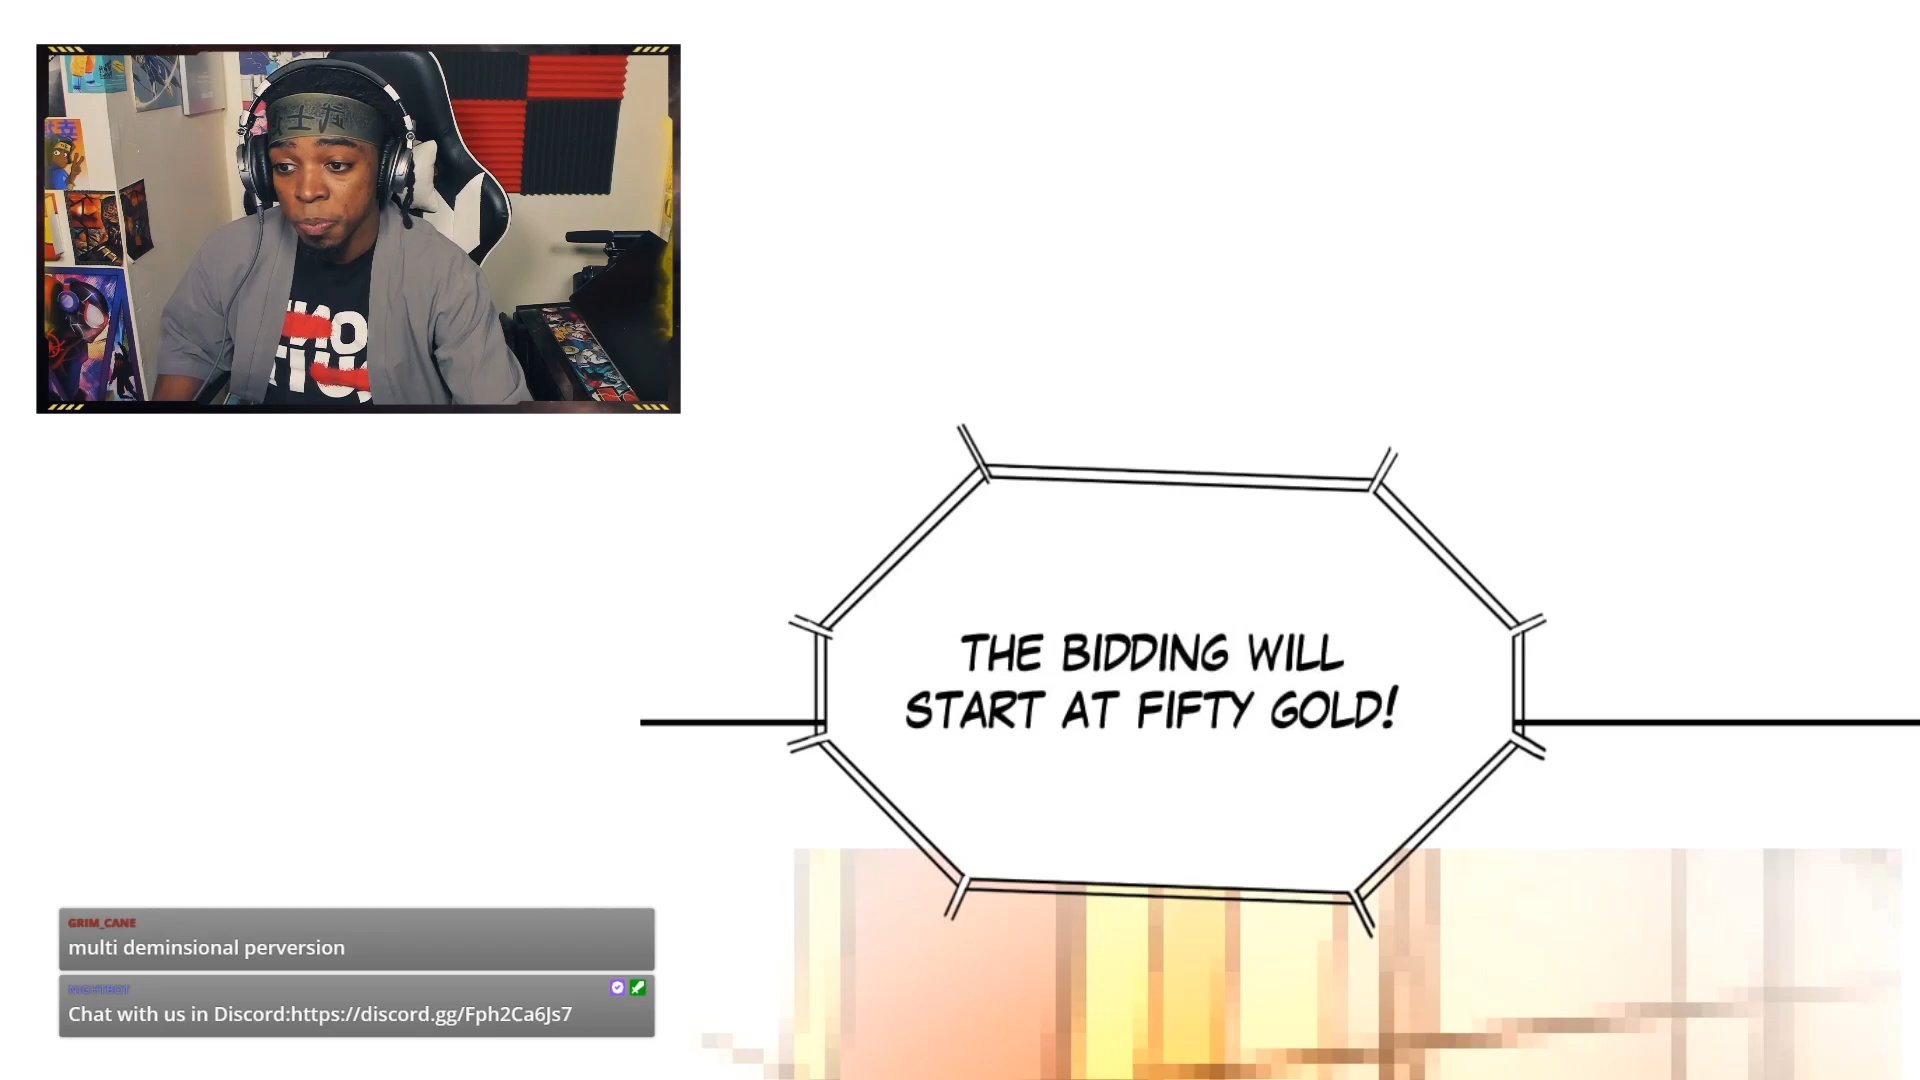 THE BIDDING WILL
START AT FIFTY GOLD!
GRIM_CANE
multi deminsional perversion
NIGHTBOT
Chat with us in Discord:https://discord.gg/Fph2Ca6Js7